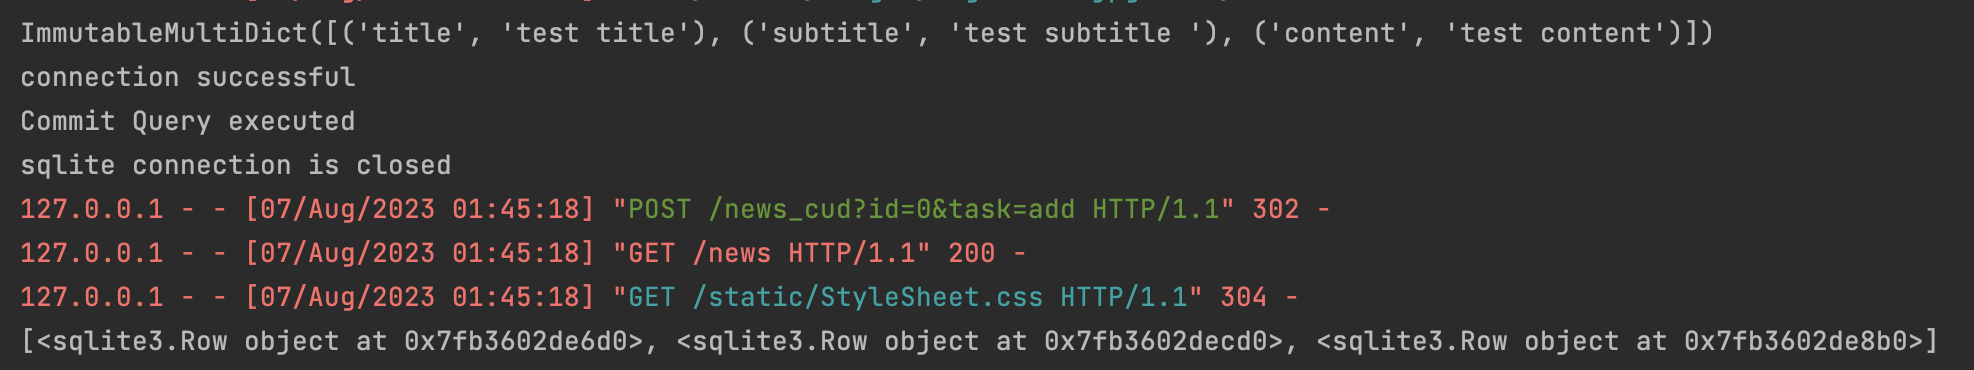 ImmutableMultiDict([('title', 'test title'), ('subtitle', 'test subtitle '), ('content', 'test content')])
connection successful
Commit Query executed
sqlite connection is closed
127.0.0.1 - - [07/Aug/2023 01:45:18] "POST /news_cud?id=0&task=add HTTP/1.1" 302 -
127.0.0.1 - - [07/Aug/2023 01:45:18] "GET /news HTTP/1.1" 200 -
127.0.0.1 - - [07/Aug/2023 01:45:18] "GET /static/StyleSheet.css HTTP/1.1" 304 -
[<sqlite3.Row object at 0x7fb3602de6d0>, <sqlite3.Row object at 0x7fb3602decd0>, <sqlite3.Row object at 0x7fb3602de8b0>]